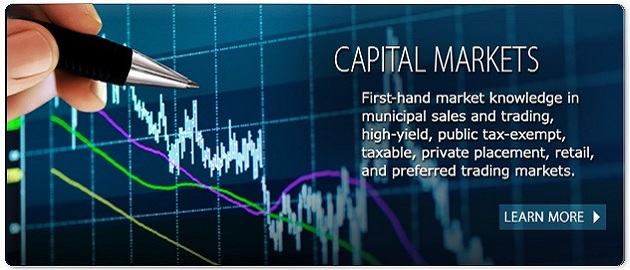 CAPITAL MARKETS
First-hand market knowledge in
municipal sales and trading,
high-yield, public tax-exempt,
taxable, private placement, retail,
and preferred trading markets.
LEARN MORE